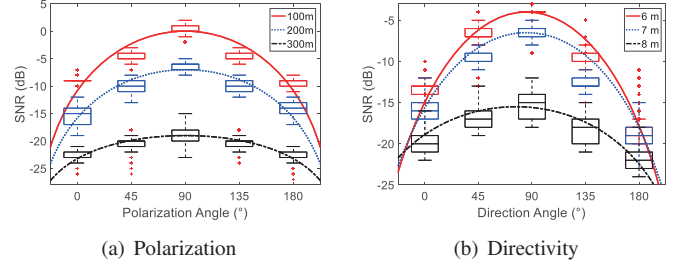 5
0
-5
-10
-15
-20
-25
SNR (dB)
0 45 90 135 180
Polarization Angle (°)
100m
200m
300m
(a) Polarization
-5
-10
-15
-20
-25
SNR (dB)
0 45 90 135 180
Direction Angle (°)
6 m
7 m
8 m
(b) Directivity